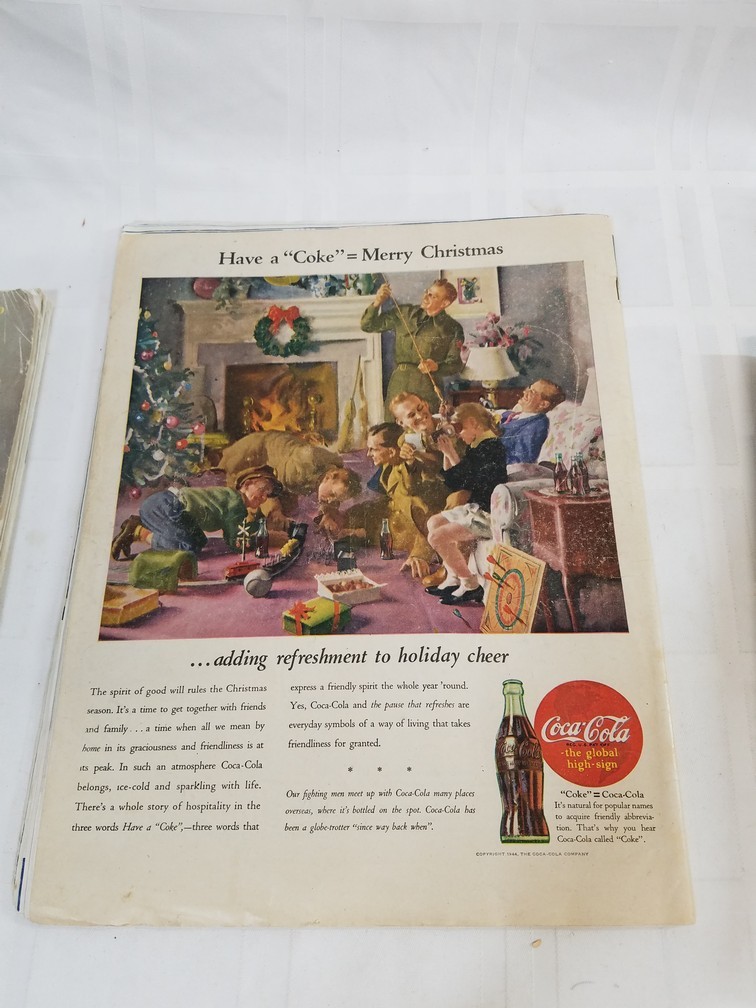 Have a “Coke” = Merry Christmas
...adding refreshment to holiday cheer
The spirit of good will rules the Christmas
season. It's a time to get together with friends
and family . . . a time when all we mean by
home in its graciousness and friendliness is at
its peak. In such an atmosphere Coca-Cola
belongs, ice-cold and sparkling with life.
There's a whole story of hospitality in the
three words Have a “Coke”,—three words that
express a friendly spirit the whole year 'round.
Yes, Coca-Cola and the pause that refreshes are
everyday symbols of a way of living that takes
friendliness for granted.
* * *
Our fighting men meet up with Coca-Cola many places
overseas, where it's bottled on the spot. Coca-Cola has
been a globe-trotter “since way back when”.
Coca-Cola
Coca-Cola
REG. U.S. PAT. OFF.
-the global
high-sign
“Coke” = Coca-Cola
It's natural for popular names
to acquire friendly abbrevia-
tion. That's why you hear
Coca-Cola called “Coke”.
COPYRIGHT 1944, THE COCA-COLA COMPANY